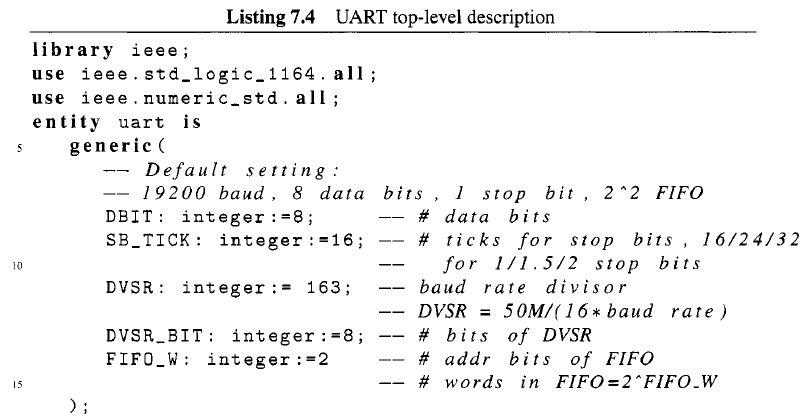 Listing 7.4 UART top-level description
library ieee;
use ieee.std_logic_1164.all;
use ieee.numeric_std.all;
entity uart is
5 generic(
-- Default setting:
-- 19200 baud, 8 data bits, 1 stop bit, 2^2 FIFO
DBIT: integer:=8; -- # data bits
SB_TICK: integer:=16; -- # ticks for stop bits, 16/24/32
10 -- for 1/1.5/2 stop bits
DVSR: integer:= 163; -- baud rate divisor
-- DVSR = 50M/(16*baud rate)
DVSR_BIT: integer:=8; -- # bits of DVSR
FIFO_W: integer:=2 -- # addr bits of FIFO
15 -- # words in FIFO=2^FIFO_W
);